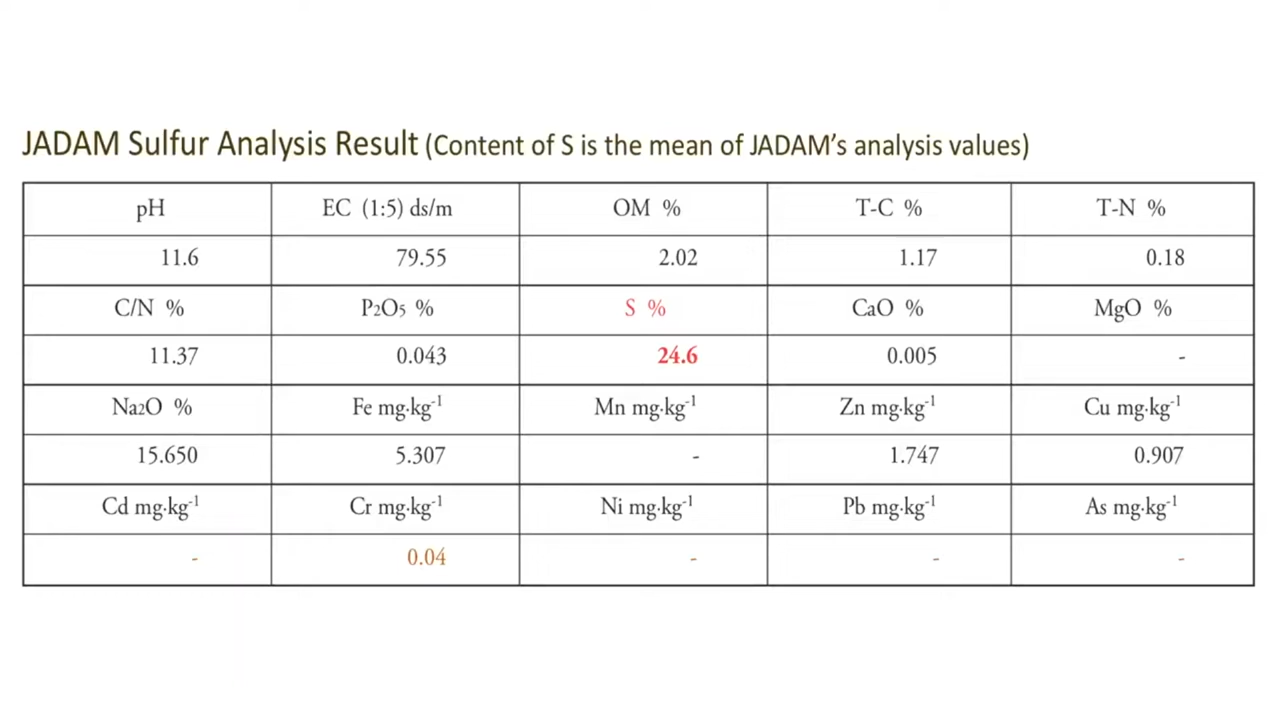 JADAM Sulfur Analysis Result (Content of S is the mean of JADAM's analysis values)
pH EC (1:5) ds/m OM % T-C % T-N %
11.6 79.55 2.02 1.17 0.18
C/N % P2O5 % S % CaO % MgO %
11.37 0.043 24.6 0.005 -
Na2O % Fe mg·kg⁻¹ Mn mg·kg⁻¹ Zn mg·kg⁻¹ Cu mg·kg⁻¹
15.650 5.307 - 1.747 0.907
Cd mg·kg⁻¹ Cr mg·kg⁻¹ Ni mg·kg⁻¹ Pb mg·kg⁻¹ As mg·kg⁻¹
- 0.04 - - -